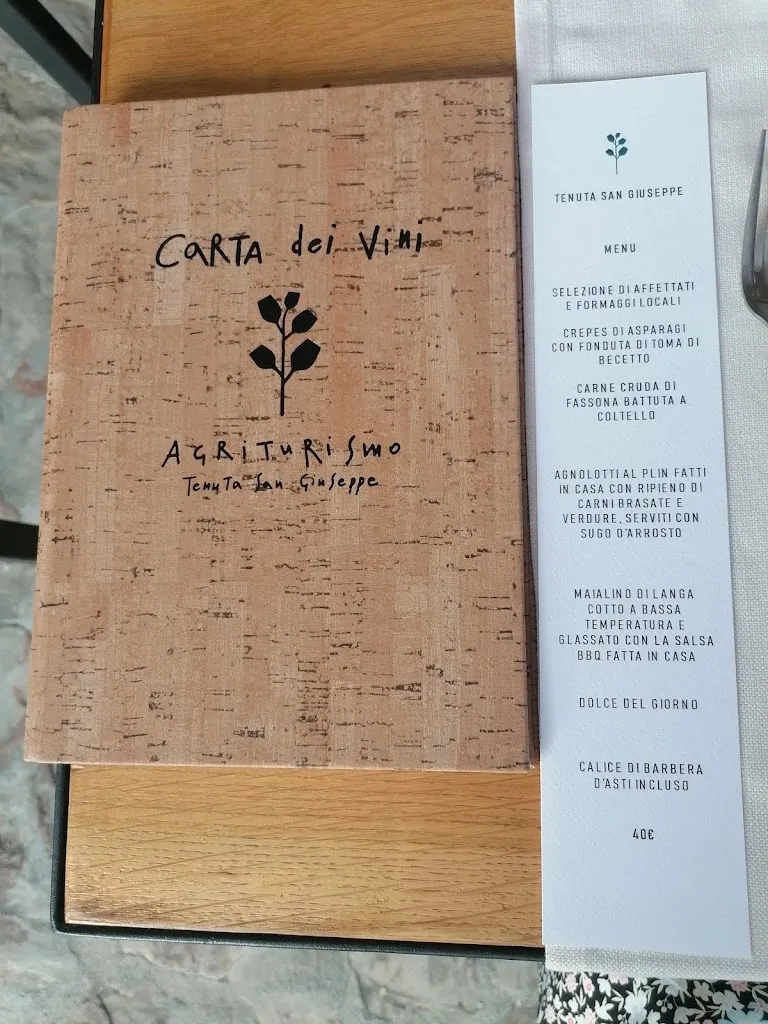 CARTA dei Vini
AGRITURISMO
Tenuta San Giuseppe
TENUTA SAN GIUSEPPE
MENU
SELEZIONE DI AFFETTATI
E FORMAGGI LOCALI
CREPES DI ASPARAGI
CON FONDUTA DI TOMA DI
BECETTO
CARNE CRUDA DI
FASSONA BATTUTA A
COLTELLO
AGNOLOTTI AL PLIN FATTI
IN CASA CON RIPIENO DI
CARNI BRASATE E
VERDURE, SERVITI CON
SUGO D'ARROSTO
MAIALINO DI LANGA
COTTO A BASSA
TEMPERATURA E
GLASSATO CON LA SALSA
BBQ FATTA IN CASA
DOLCE DEL GIORNO
CALICE DI BARBERA
D'ASTI INCLUSO
40€